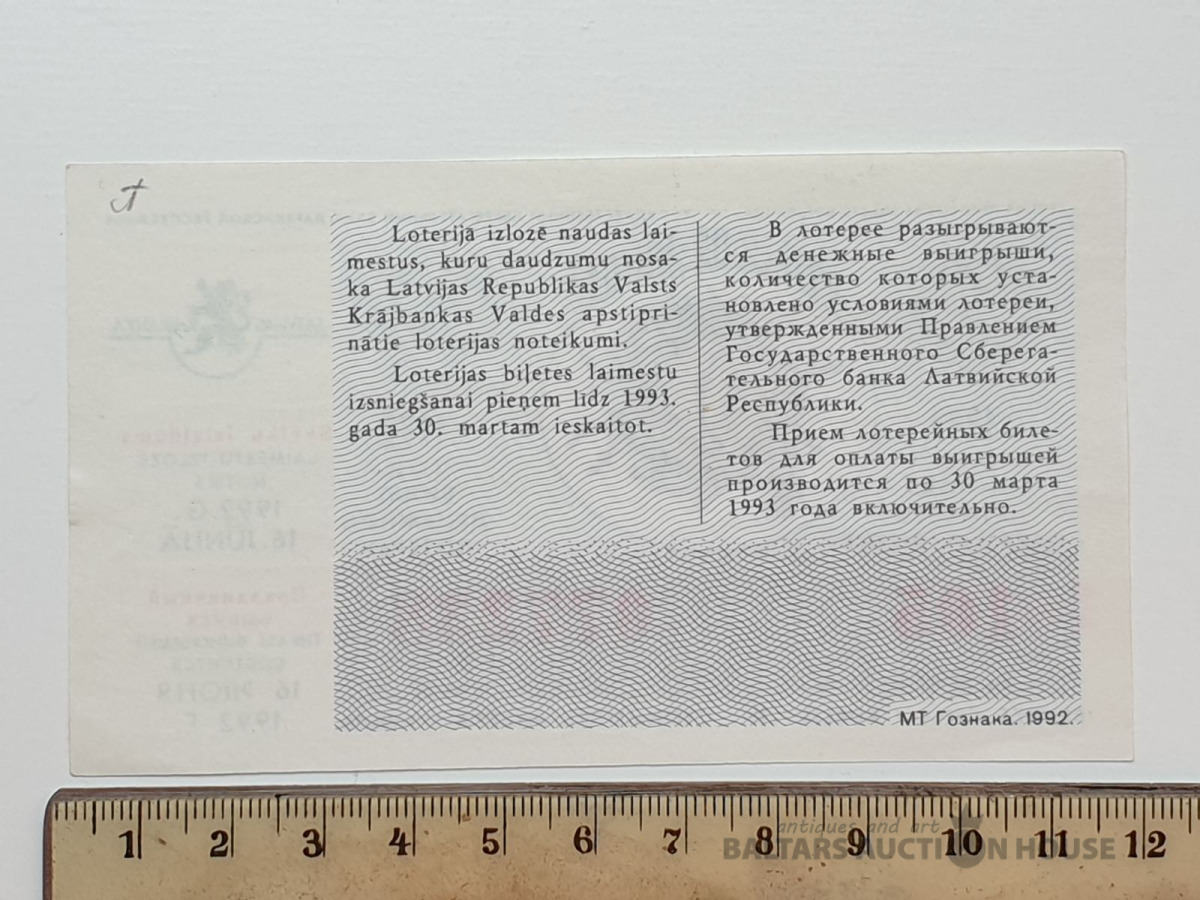 Loterijā izlozē naudas lai-
mestus, kuru daudzumu nosa-
ka Latvijas Republikas Valsts
Krājbankas Valdes apstipri-
nātie loterijas noteikumi.
Loterijas biļetes laimestu
izsniegšanai pieņem līdz 1993.
gada 30. martam ieskaitot.
В лотерее разыгрывают-
ся денежные выигрыши,
количество которых уста-
новлено условиями лотереи,
утвержденными Правлением
Государственного Сберега-
тельного банка Латвийской
Республики.
Прием лотерейных биле-
тов для оплаты выигрышей
производится по 30 марта
1993 года включительно.
МТ Гознака. 1992.
1 2 3 4 5 6 7 8 9 10 11 12
antiques and art
BALTARS AUCTION HOUSE